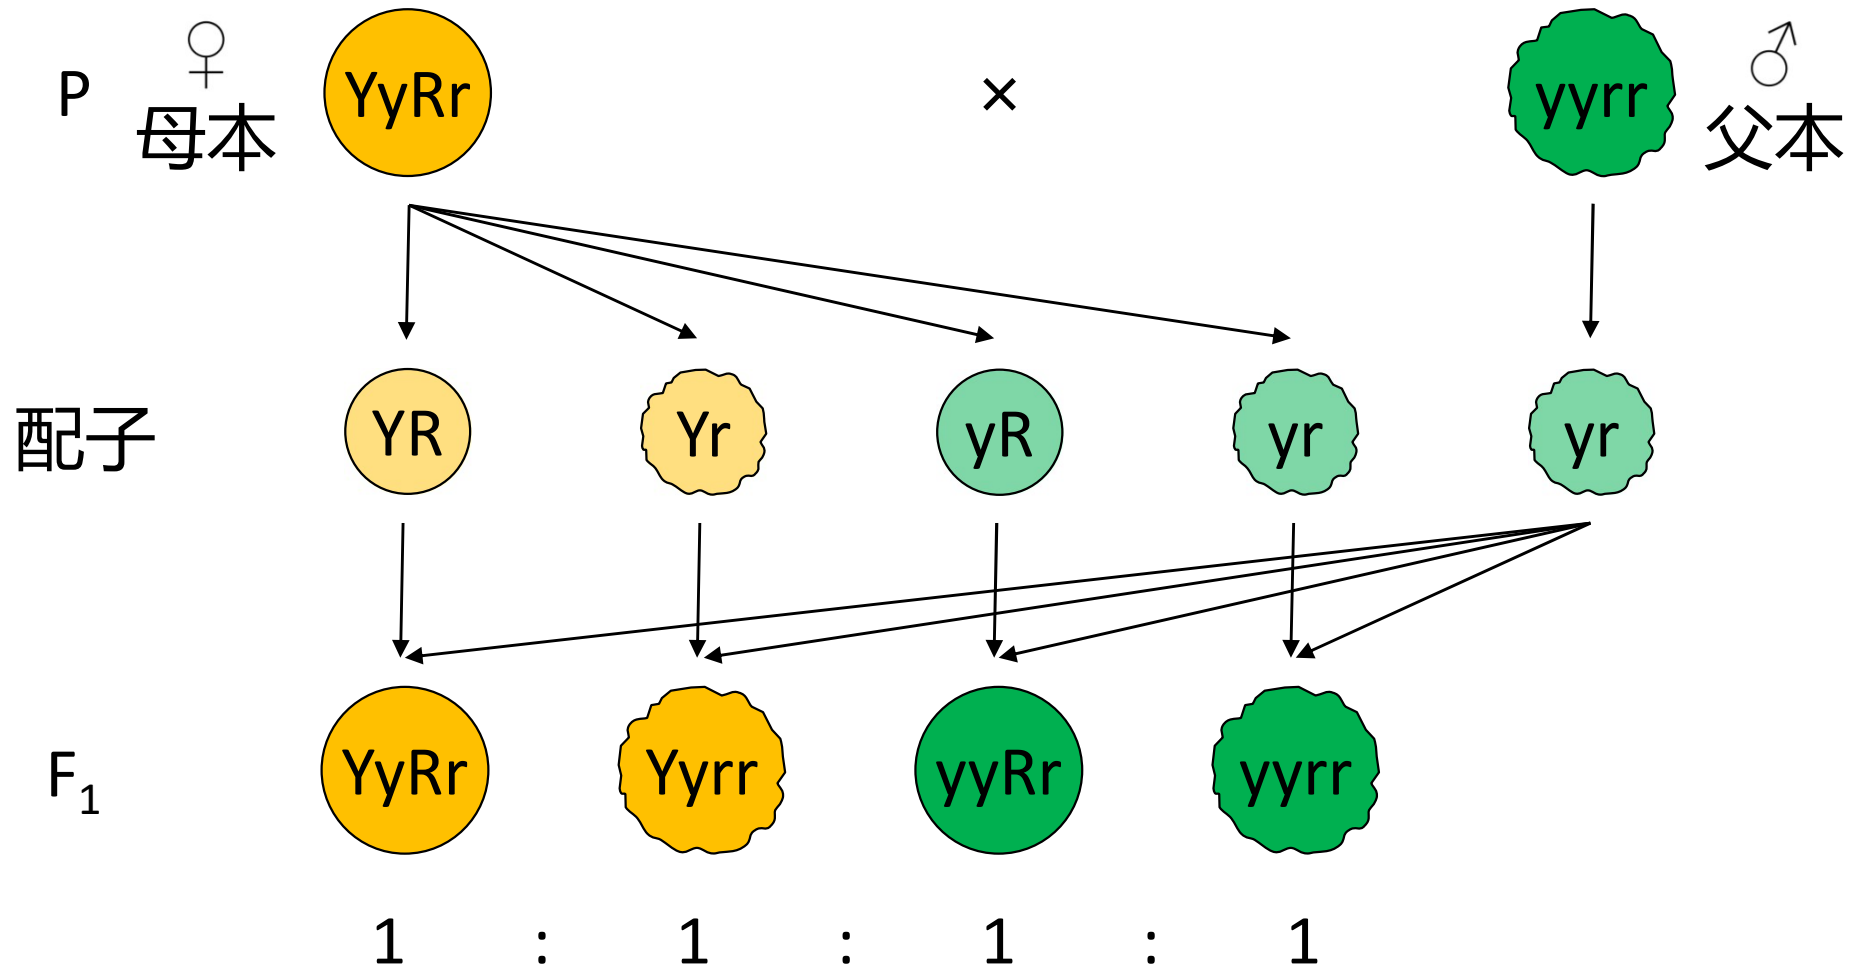 P ♀ 母本 YyRr × yyrr ♂ 父本
配子 YR Yr yR yr yr
F₁ YyRr Yyrr yyRr yyrr
1 : 1 : 1 : 1